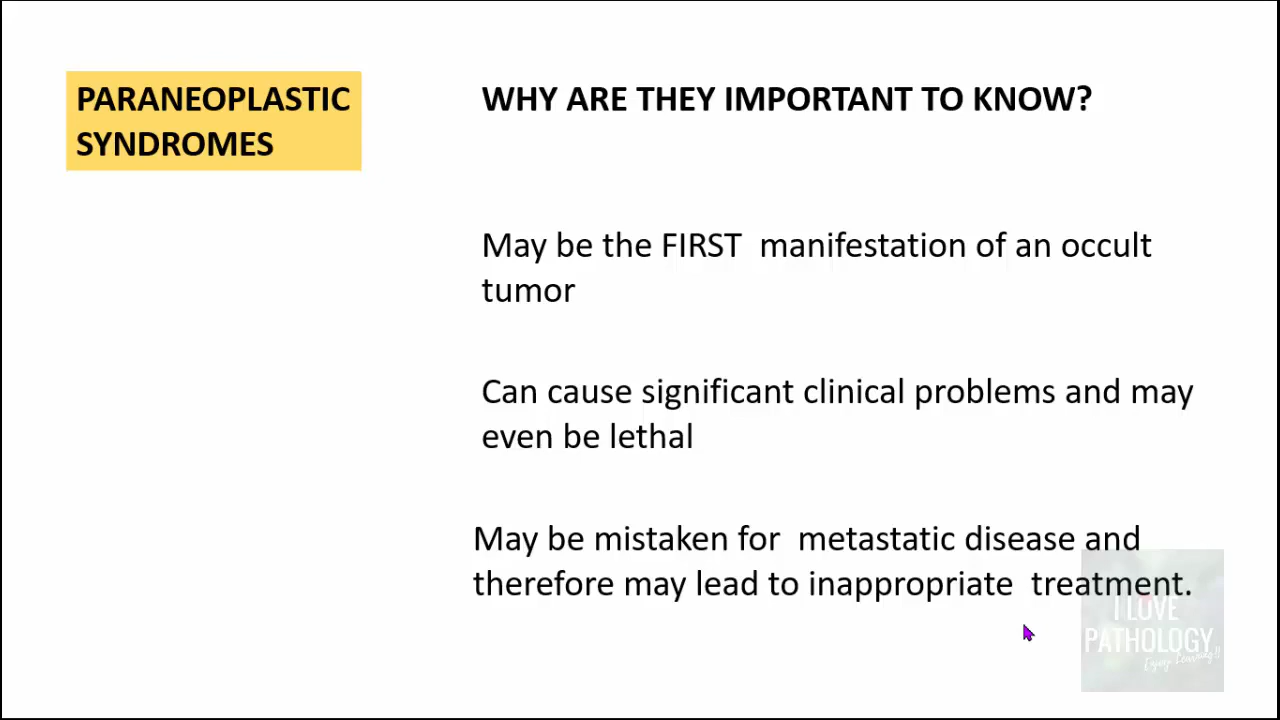 PARANEOPLASTIC
SYNDROMES
WHY ARE THEY IMPORTANT TO KNOW?
May be the FIRST manifestation of an occult
tumor
Can cause significant clinical problems and may
even be lethal
May be mistaken for metastatic disease and
therefore may lead to inappropriate treatment.
I LOVE
PATHOLOGY
Enjoy Learning!!